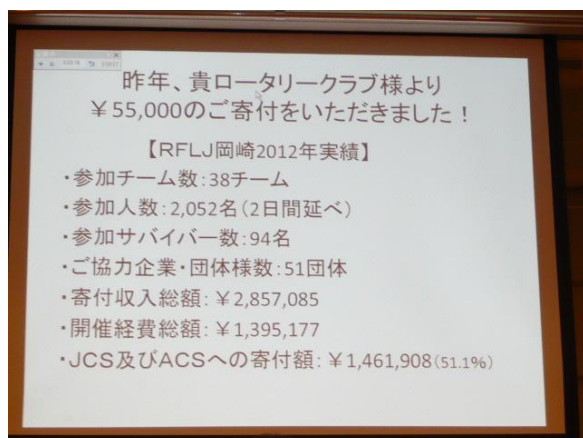 昨年、貴ロータリークラブ様より
￥55,000のご寄付をいただきました！
【RFLJ岡崎2012年実績】
・参加チーム数：38チーム
・参加人数：2,052名（2日間延べ）
・参加サバイバー数：94名
・ご協力企業・団体様数：51団体
・寄付収入総額：￥2,857,085
・開催経費総額：￥1,395,177
・JCS及びACSへの寄付額：￥1,461,908（51.1%）